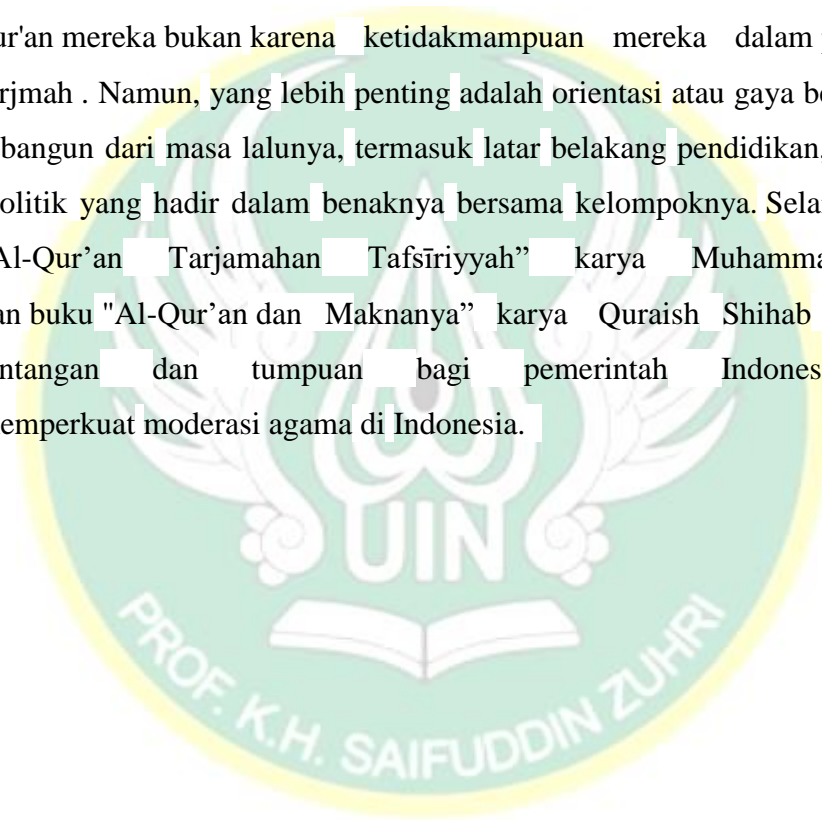 ur'an mereka bukan karena ketidakmampuan mereka dalam
rjmah . Namun, yang lebih penting adalah orientasi atau gaya be
bangun dari masa lalunya, termasuk latar belakang pendidikan,
olitik yang hadir dalam benaknya bersama kelompoknya. Sela
Al-Qur’an Tarjamahan Tafsīriyyah” karya Muhamma
an buku "Al-Qur’an dan Maknanya” karya Quraish Shihab
ntangan dan tumpuan bagi pemerintah Indones
emperkuat moderasi agama di Indonesia.
UIN
PROF. K.H. SAIFUDDIN ZUHRI